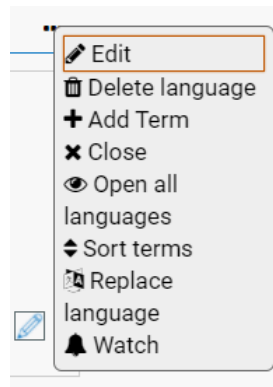 Edit
Delete language
Add Term
Close
Open all
languages
Sort terms
Replace
language
Watch